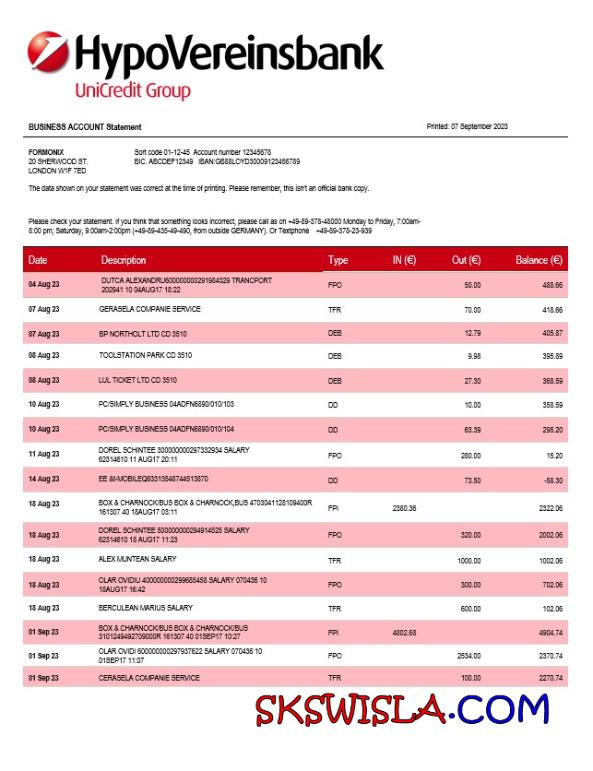 HypoVereinsbank
UniCredit Group
BUSINESS ACCOUNT Statement Printed: 07 September 2023
FORMONIX Sort code 01-12-45 Account number 12345678
20 SHERWOOD ST. BIC. ABCDEF12349 IBAN:GB88LOYD30009123456789
LONDON W1F 7ED
The data shown on your statement was correct at the time of printing. Please remember, this isn't an official bank copy.
Please check your statement. If you think that something looks incorrect, please call as on +49-89-378-48000 Monday to Friday, 7:00am-
8:00 pm; Saturday, 9:00am-2:00pm (+49-89-435-49-490, from outside GERMANY). Or Textphone +49-89-378-23-939
Date Description Type IN (€) Out (€) Balance (€)
04 Aug 23 DUTCA ALEXANDRU600000000291984329 TRANCPORT FPO 50.00 488.66
202941 10 04AUG17 18:22
07 Aug 23 GERASELA COMPANIE SERVICE TFR 70.00 418.66
07 Aug 23 BP NORTHOLT LTD CD 3510 DEB 12.79 405.87
08 Aug 23 TOOLSTATION PARK CD 3510 DEB 9.98 395.89
08 Aug 23 LUL TICKET LTD CD 3510 DEB 27.30 368.59
10 Aug 23 PC/SIMPLY BUSINESS 04ADFN6890/010/103 DD 10.00 358.59
10 Aug 23 PC/SIMPLY BUSINESS 04ADFN6890/010/104 DD 63.39 295.20
11 Aug 23 DOREL SCHINTEE 300000000297332934 SALARY FPO 280.00 15.20
62314610 11 AUG17 20:11
14 Aug 23 EE &t-MOBILEQ63313548744513870 DD 73.50 -58.30
18 Aug 23 BOX & CHARNOCK/BUS BOX & CHARNOCK,BUS 4703041128109400R FPI 2380.36 2322.06
161307 40 18AUG17 03:11
18 Aug 23 DOREL SCHINTEE 500000000294914525 SALARY FPO 320.00 2002.06
62314610 18 AUG17 11:23
18 Aug 23 ALEX MUNTEAN SALARY TFR 1000.00 1002.06
18 Aug 23 OLAR OVIDIU 400000000299685458 SALARY 070436 10 FPO 300.00 702.06
18AUG17 16:42
18 Aug 23 BERCULEAN MARIUS SALARY TFR 600.00 102.06
01 Sep 23 BOX & CHARNOCK/BUS BOX & CHARNOCK/BUS FPI 4802.68 4904.74
3101249492709000R 161307 40 01SEP17 10:27
01 Sep 23 OLAR OVIDI 600000000297937622 SALARY 070436 10 FPO 2534.00 2370.74
01SEP17 11:07
01 Sep 23 CERASELA COMPANIE SERVICE TFR 100.00 2270.74
SKSWISLA.COM